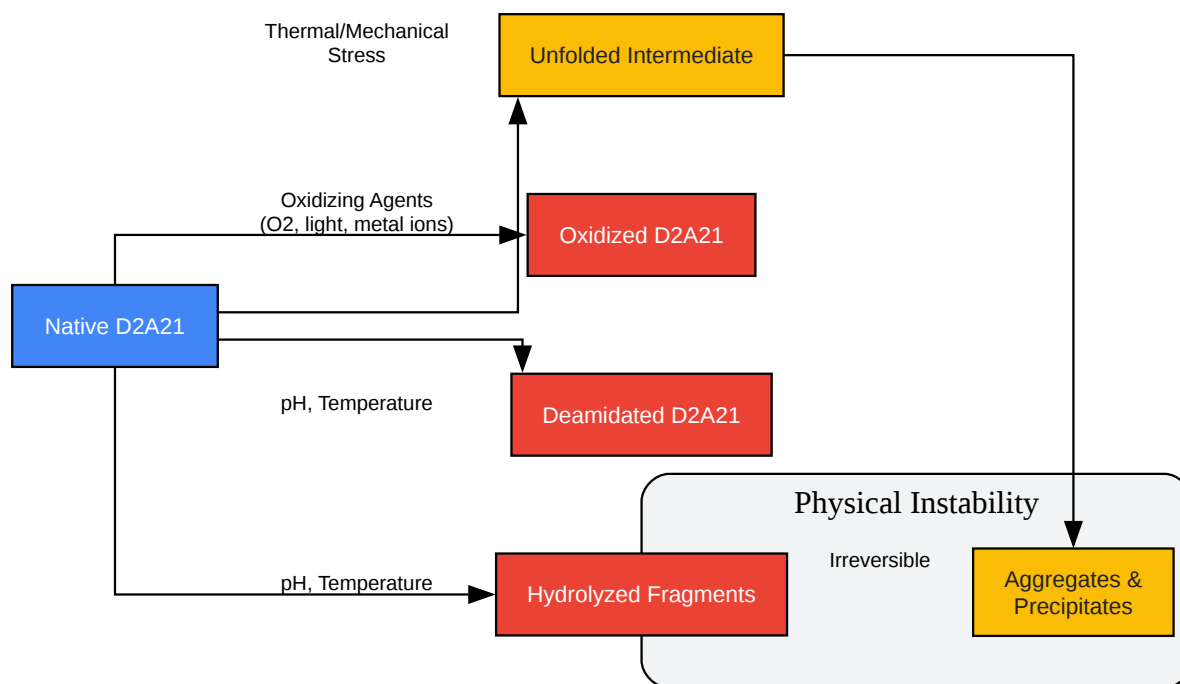 Thermal/Mechanical
Stress
Unfolded Intermediate
Oxidizing Agents
(O2, light, metal ions)
Oxidized D2A21
Native D2A21
pH, Temperature
Deamidated D2A21
Physical Instability
pH, Temperature
Hydrolyzed Fragments
Irreversible
Aggregates &
Precipitates